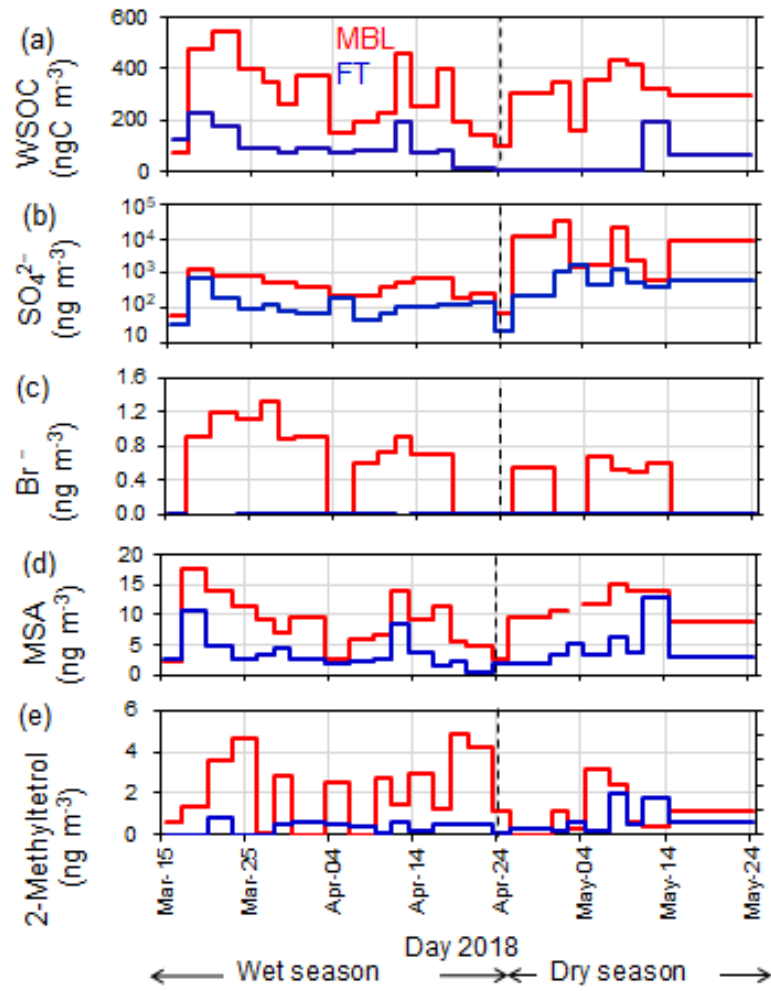 (a)
WSOC
(ngC m⁻³)
600
400
200
0
MBL
FT
(b)
SO₄²⁻
(ng m⁻³)
10⁵
10⁴
10³
10²
10
(c)
Br⁻
(ng m⁻³)
1.6
1.2
0.8
0.4
0.0
(d)
MSA
(ng m⁻³)
20
15
10
5
0
(e)
2-Methyltetrol
(ng m⁻³)
6
4
2
0
Mar-15
Mar-25
Apr-04
Apr-14
Apr-24
May-04
May-14
May-24
Day 2018
Wet season Dry season